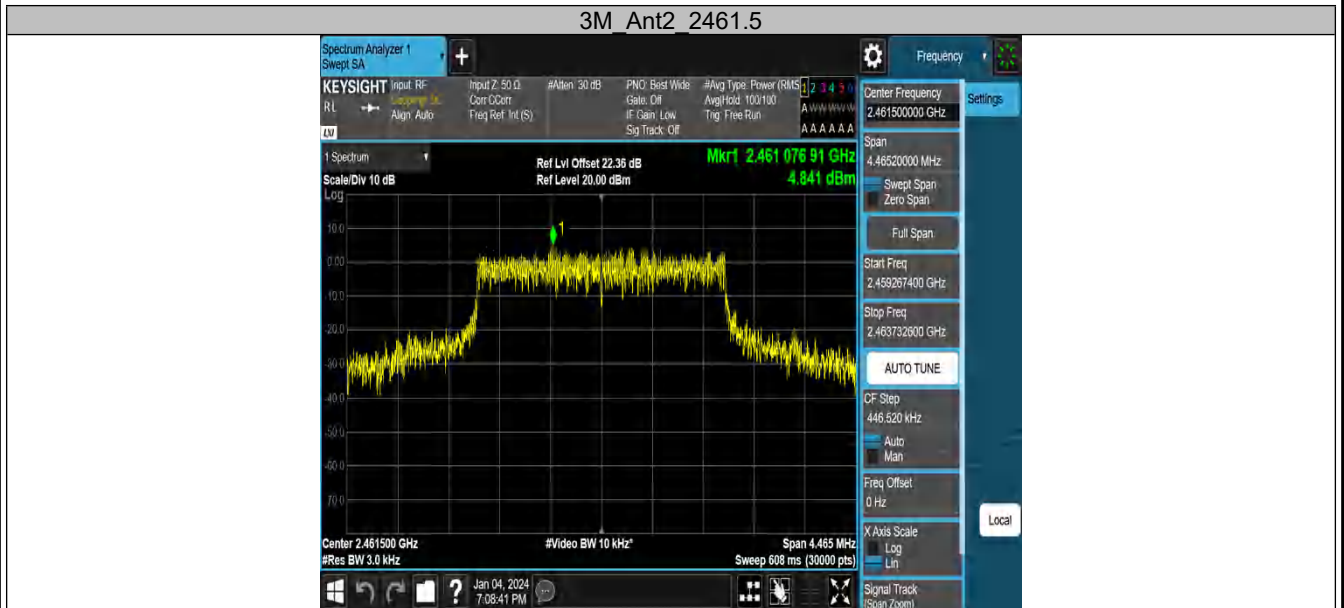 3M_Ant2_2461.5
Spectrum Analyzer 1
Swept SA
Frequency
KEYSIGHT
Input: RF
Input Z: 50 Ω
#Atten: 30 dB
PNO: Best Wide
#Avg Type: Power (RMS
1 2 3 4 5 6
RL
Align: Auto
Corr CCorr
Freq Ref: Int (S)
Gate: Off
IF Gain: Low
Sig Track: Off
Avg|Hold: 100/100
Trig: Free Run
A W W W W W
A A A A A A
LXI
1 Spectrum
Scale/Div 10 dB
Log
Ref Lvl Offset 22.36 dB
Ref Level 20.00 dBm
Mkr1 2.461 076 91 GHz
4.841 dBm
1
10.0
0.00
-10.0
-20.0
-30.0
-40.0
-50.0
-60.0
-70.0
Center 2.461500 GHz
#Res BW 3.0 kHz
#Video BW 10 kHz*
Span 4.465 MHz
Sweep 608 ms (30000 pts)
Jan 04, 2024
7:08:41 PM
Center Frequency
2.461500000 GHz
Settings
Span
4.46520000 MHz
Swept Span
Zero Span
Full Span
Start Freq
2.459267400 GHz
Stop Freq
2.463732600 GHz
AUTO TUNE
CF Step
446.520 kHz
Auto
Man
Freq Offset
0 Hz
X Axis Scale
Log
Lin
Local
Signal Track
(Span Zoom)